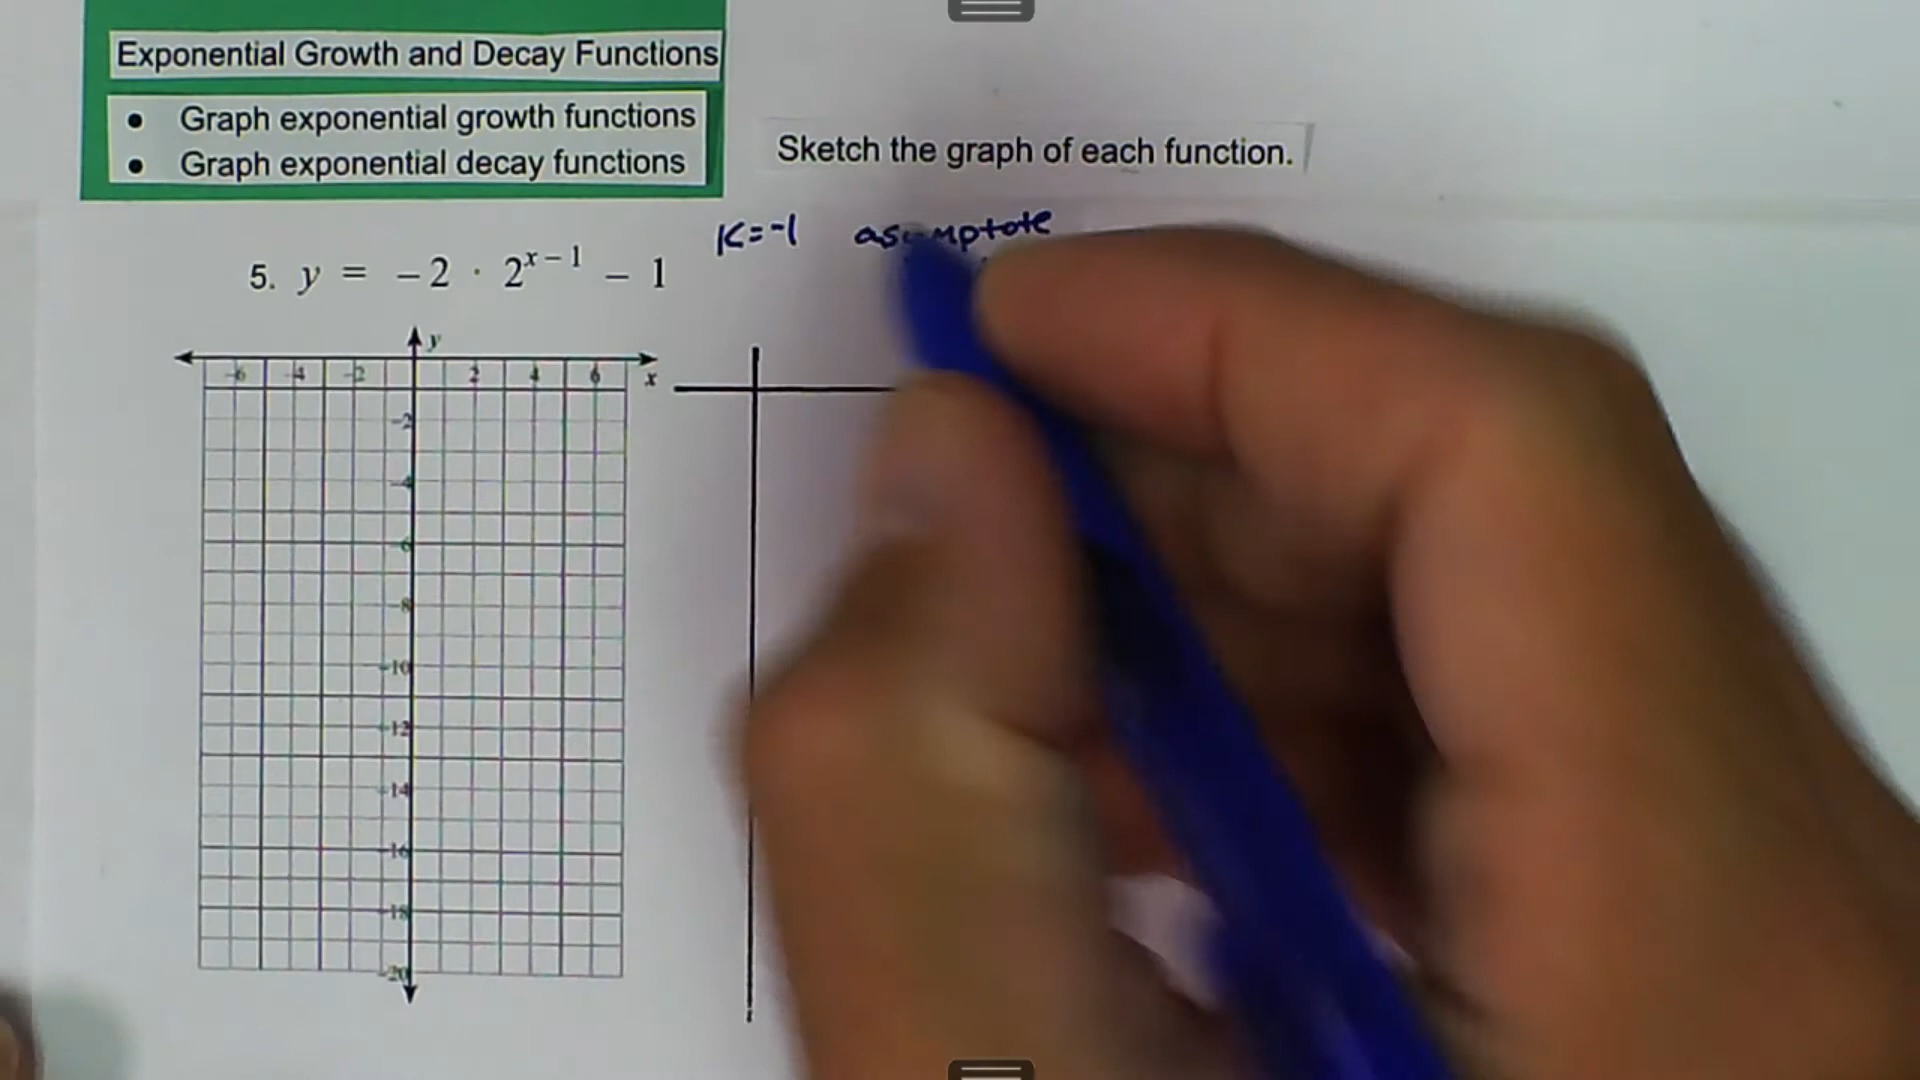 Exponential Growth and Decay Functions
• Graph exponential growth functions
• Graph exponential decay functions
Sketch the graph of each function.
K=-1 asymptote
5. y = −2 · 2^{x−1} − 1
y
-6 -4 -2 2 4 6 x
-2
-4
-6
-8
-10
-12
-14
-16
-18
-20